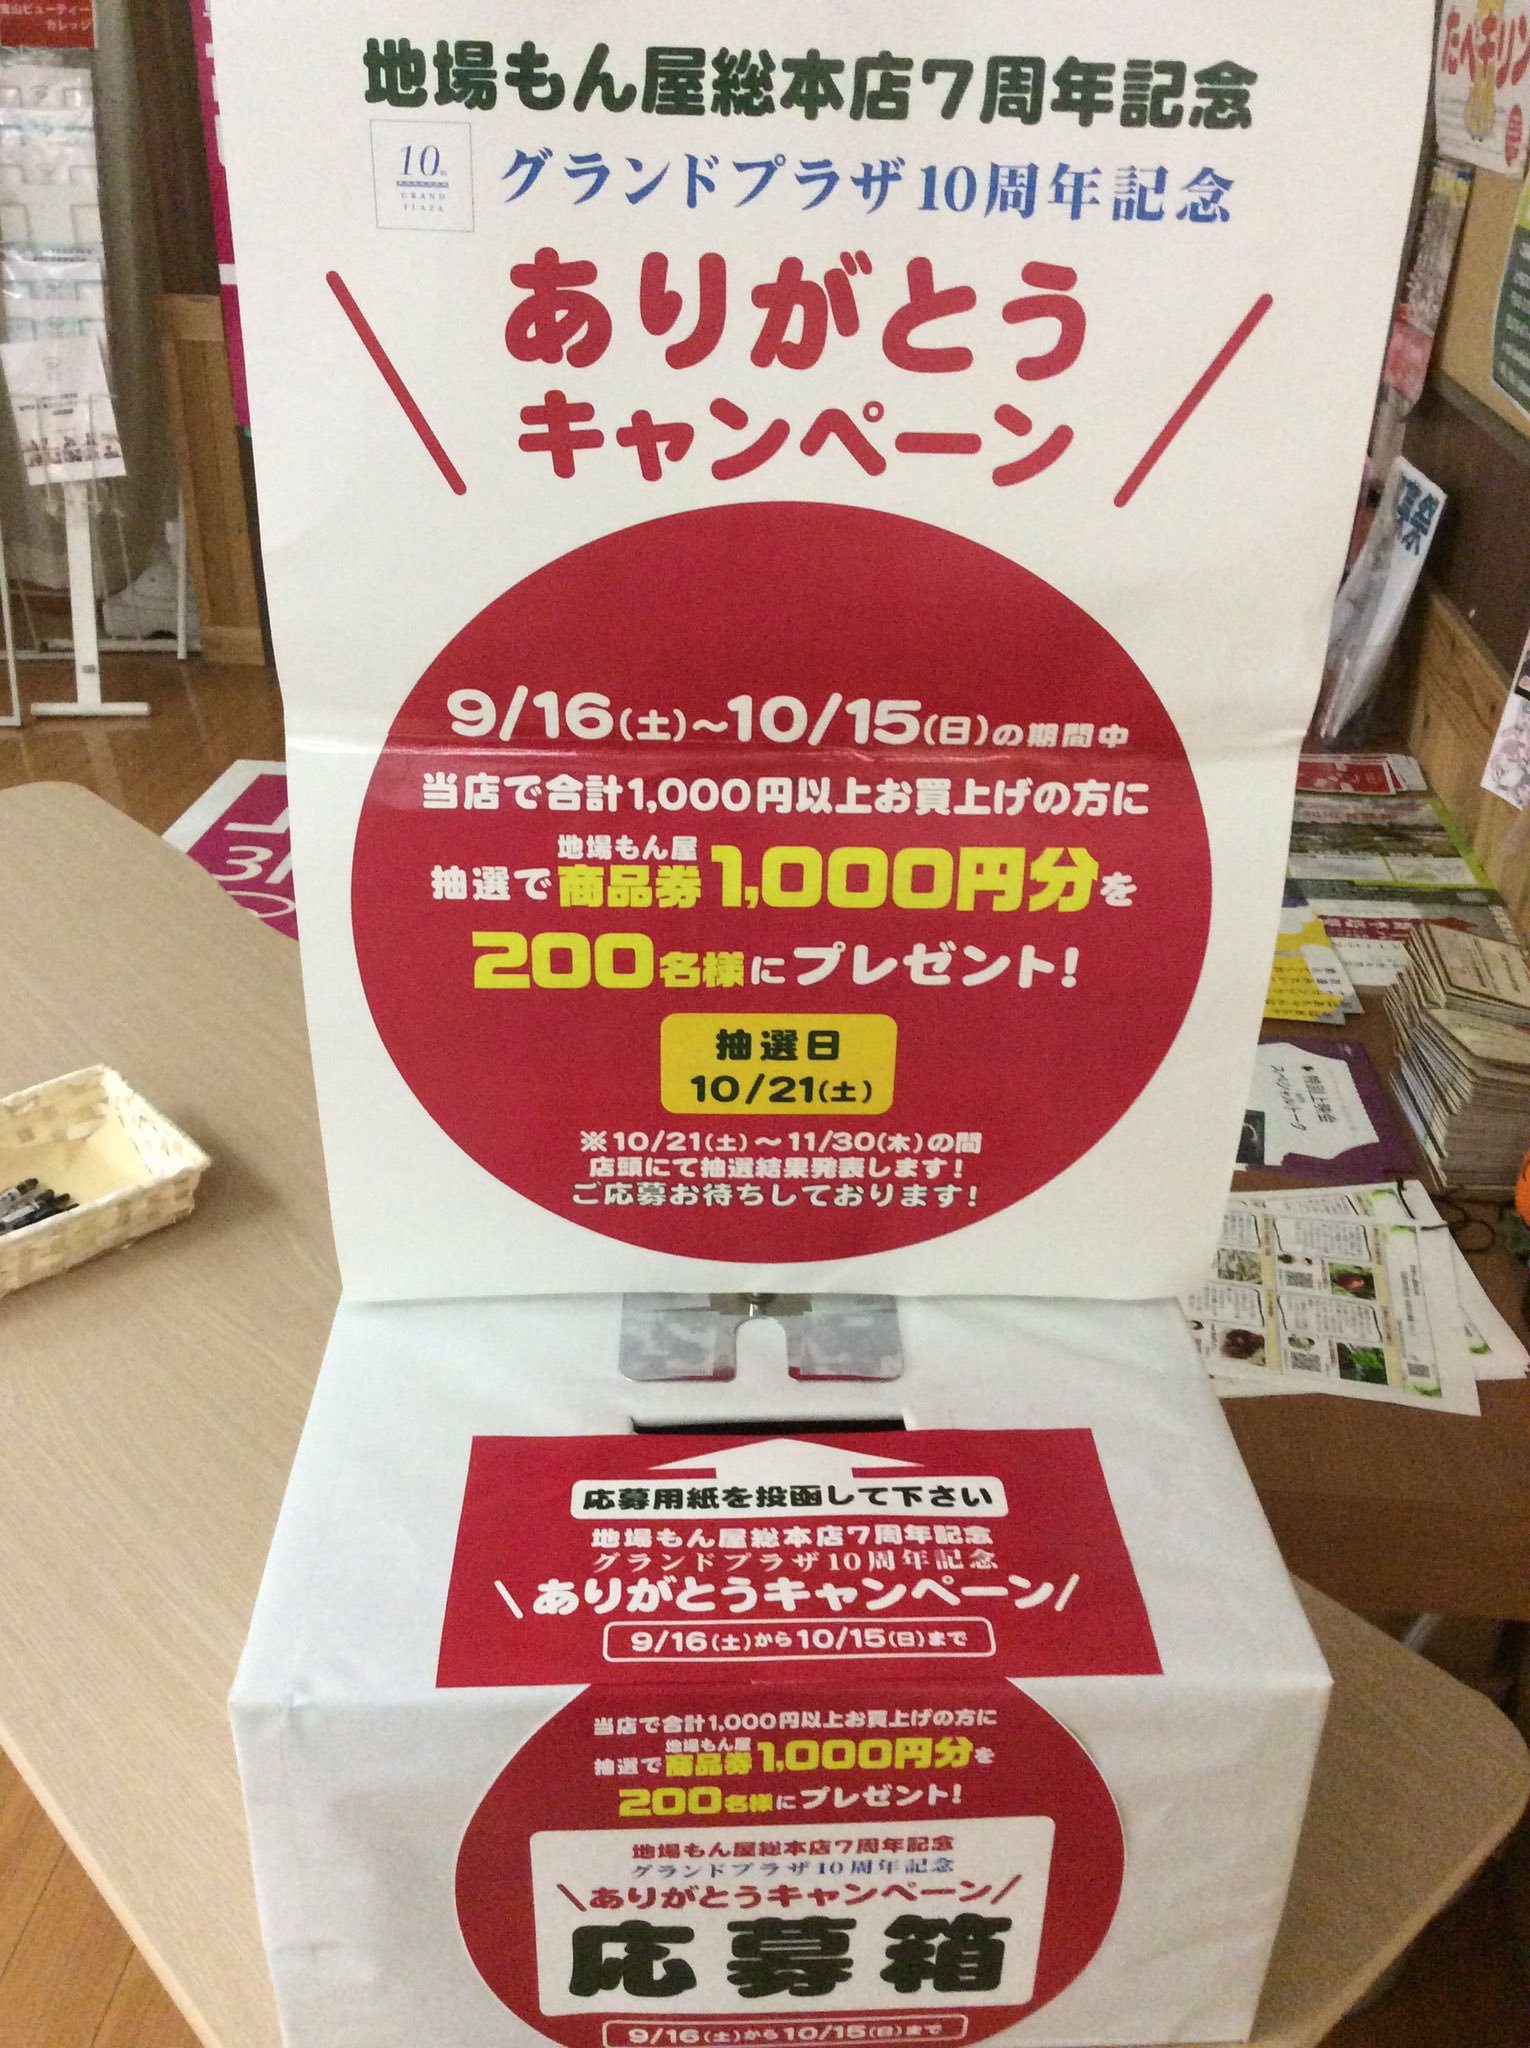 地場もん屋総本店7周年記念
10th
GRAND
PLAZA
グランドプラザ10周年記念
ありがとう
キャンペーン
9/16(土)~10/15(日)の期間中
当店で合計1,000円以上お買上げの方に
地場もん屋
抽選で商品券1,000円分を
200名様にプレゼント!
抽選日
10/21(土)
※10/21(土)~11/30(木)の間
店頭にて抽選結果発表します!
ご応募お待ちしております!
応募用紙を投函して下さい
地場もん屋総本店7周年記念
グランドプラザ10周年記念
\ありがとうキャンペーン/
9/16(土)から10/15(日)まで
当店で合計1,000円以上お買上げの方に
地場もん屋
抽選で商品券1,000円分を
200名様にプレゼント!
地場もん屋総本店7周年記念
グランドプラザ10周年記念
\ありがとうキャンペーン/
応募箱
9/16(土)から10/15(日)まで
カレッジ
スペシャルトーク